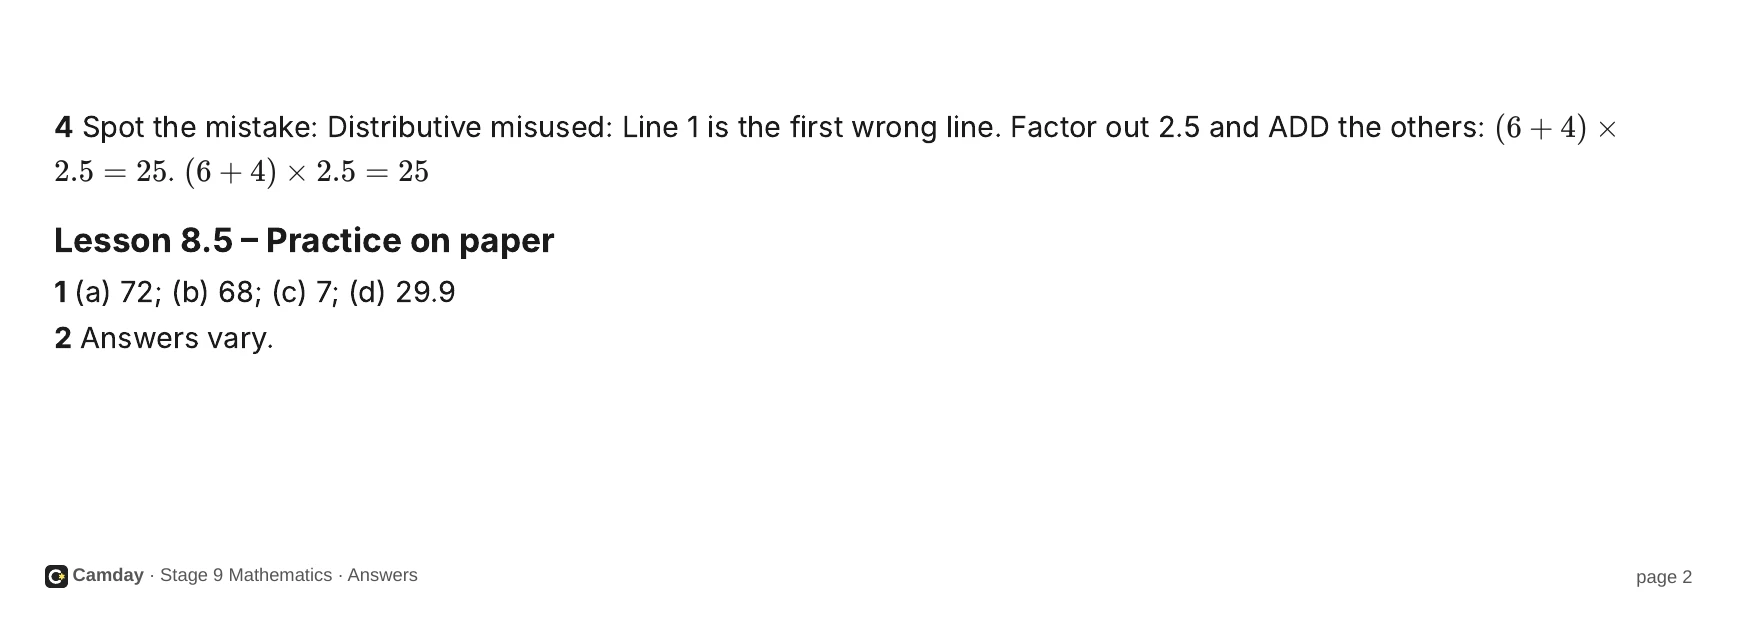 4 Spot the mistake: Distributive misused: Line 1 is the first wrong line. Factor out 2.5 and ADD the others: (6 + 4) ×
2.5 = 25. (6 + 4) × 2.5 = 25
Lesson 8.5 – Practice on paper
1 (a) 72; (b) 68; (c) 7; (d) 29.9
2 Answers vary.
Camday · Stage 9 Mathematics · Answers
page 2